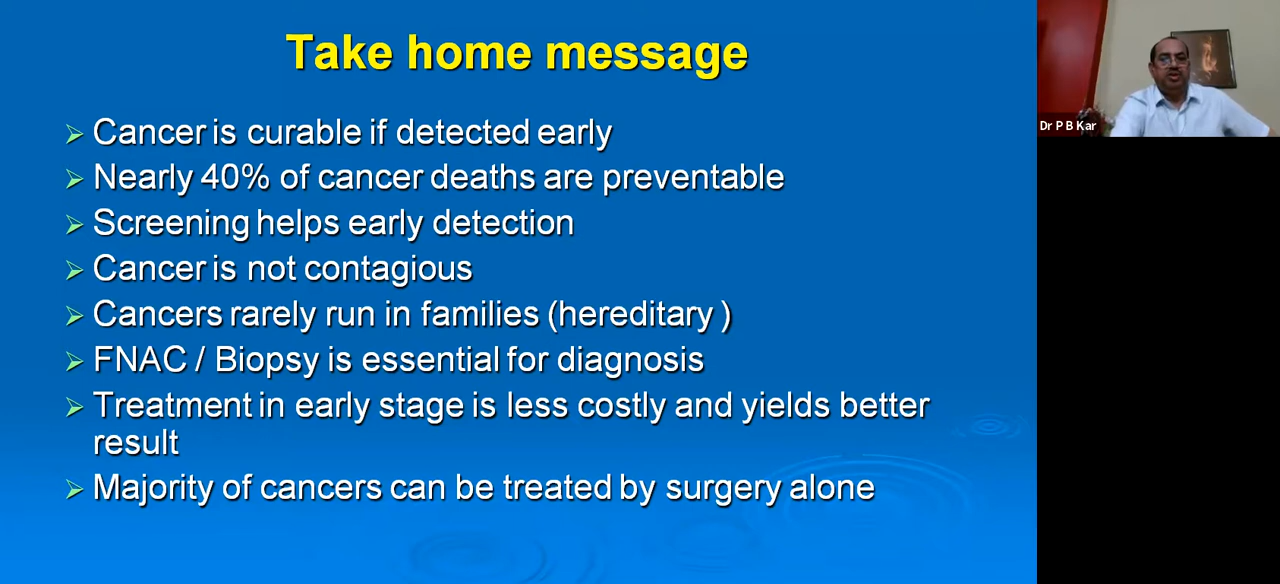 Take home message
Cancer is curable if detected early
Nearly 40% of cancer deaths are preventable
Screening helps early detection
Cancer is not contagious
Cancers rarely run in families (hereditary )
FNAC / Biopsy is essential for diagnosis
Treatment in early stage is less costly and yields better
result
Majority of cancers can be treated by surgery alone
Dr P B Kar